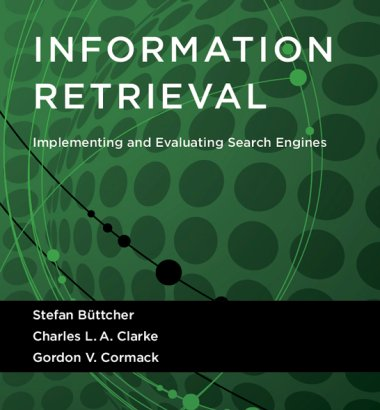 INFORMATION
RETRIEVAL
Implementing and Evaluating Search Engines
Stefan Büttcher
Charles L. A. Clarke
Gordon V. Cormack